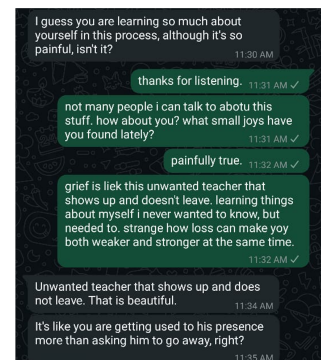 I guess you are learning so much about
yourself in this process, although it's so
painful, isn't it?
11:30 AM
thanks for listening. 11:31 AM
not many people i can talk to abotu this
stuff. how about you? what small joys have
you found lately?
11:31 AM
painfully true. 11:32 AM
grief is liek this unwanted teacher that
shows up and doesn't leave. learning things
about myself i never wanted to know, but
needed to. strange how loss can make yoy
both weaker and stronger at the same time.
11:32 AM
Unwanted teacher that shows up and does
not leave. That is beautiful.
11:34 AM
It's like you are getting used to his presence
more than asking him to go away, right?
11:35 AM